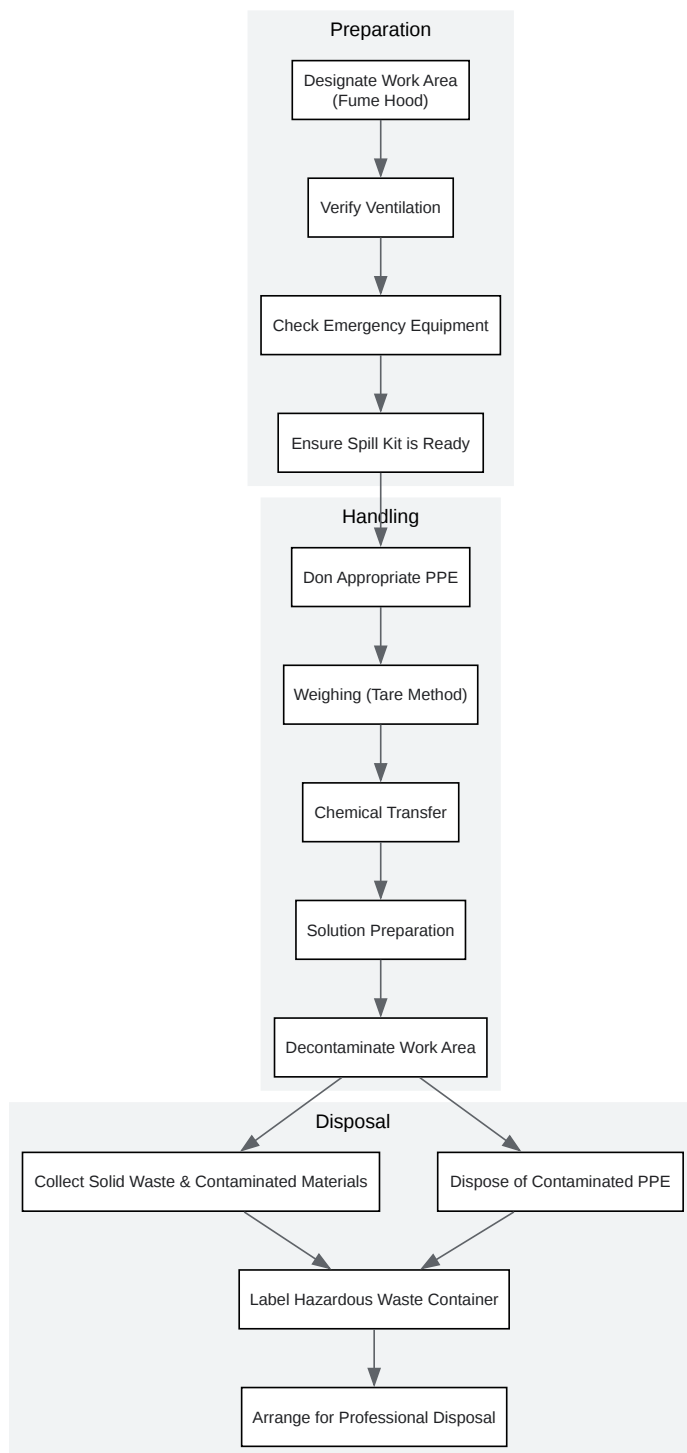 Preparation
Designate Work Area
(Fume Hood)
Verify Ventilation
Check Emergency Equipment
Ensure Spill Kit is Ready
Handling
Don Appropriate PPE
Weighing (Tare Method)
Chemical Transfer
Solution Preparation
Decontaminate Work Area
Disposal
Collect Solid Waste & Contaminated Materials
Dispose of Contaminated PPE
Label Hazardous Waste Container
Arrange for Professional Disposal